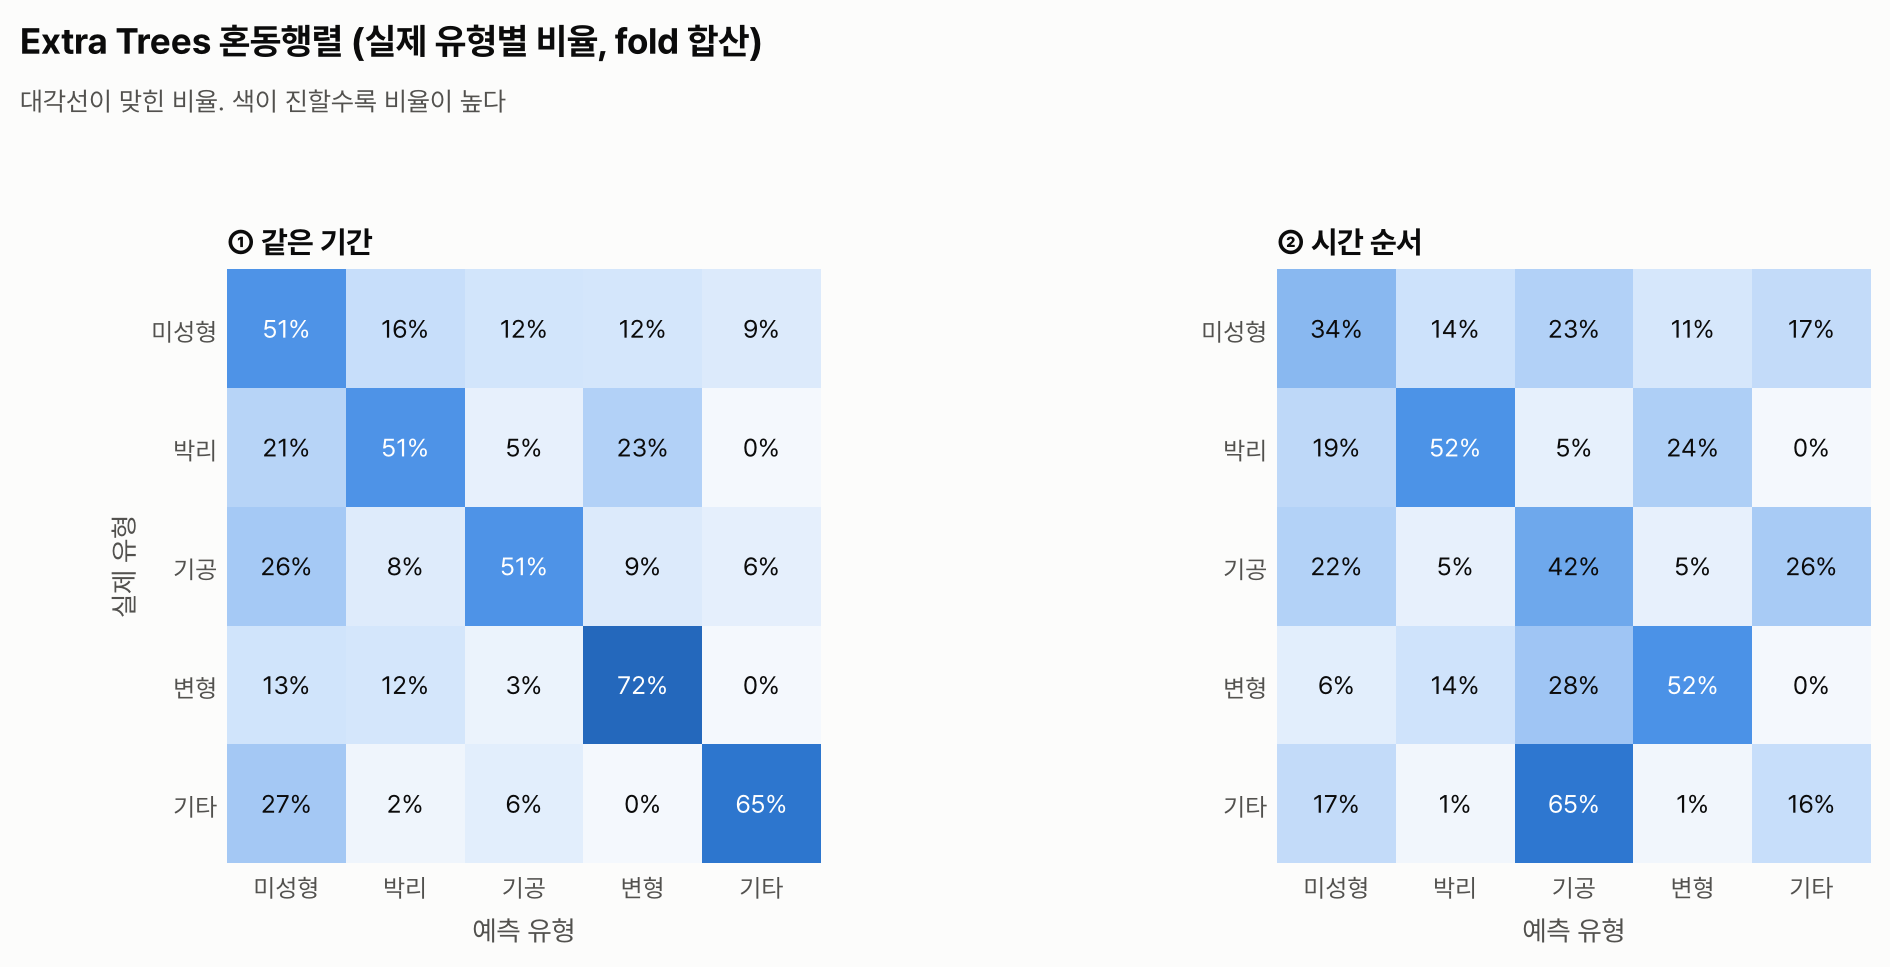 Extra Trees 혼동행렬 (실제 유형별 비율, fold 합산)
대각선이 맞힌 비율. 색이 진할수록 비율이 높다
① 같은 기간
실제 유형
미성형 51% 16% 12% 12% 9%
박리 21% 51% 5% 23% 0%
기공 26% 8% 51% 9% 6%
변형 13% 12% 3% 72% 0%
기타 27% 2% 6% 0% 65%
미성형 박리 기공 변형 기타
예측 유형
② 시간 순서
미성형 34% 14% 23% 11% 17%
박리 19% 52% 5% 24% 0%
기공 22% 5% 42% 5% 26%
변형 6% 14% 28% 52% 0%
기타 17% 1% 65% 1% 16%
미성형 박리 기공 변형 기타
예측 유형